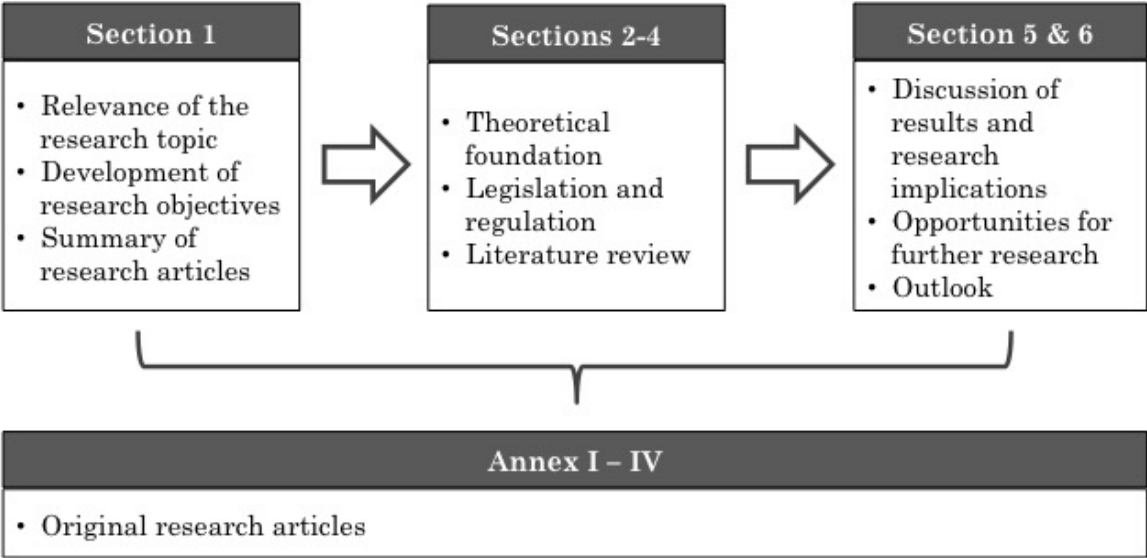 Section 1
• Relevance of the
research topic
• Development of
research objectives
• Summary of
research articles
Sections 2-4
• Theoretical
foundation
• Legislation and
regulation
• Literature review
Section 5 & 6
• Discussion of
results and
research
implications
• Opportunities for
further research
• Outlook
Annex I – IV
• Original research articles